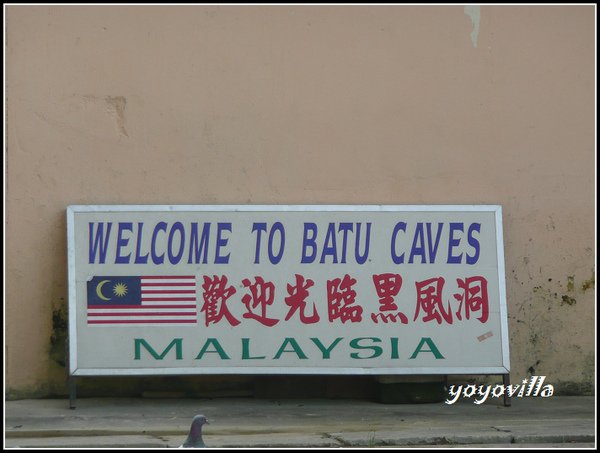 WELCOME TO BATU CAVES
歡迎光臨黑風洞
MALAYSIA
yoyovilla